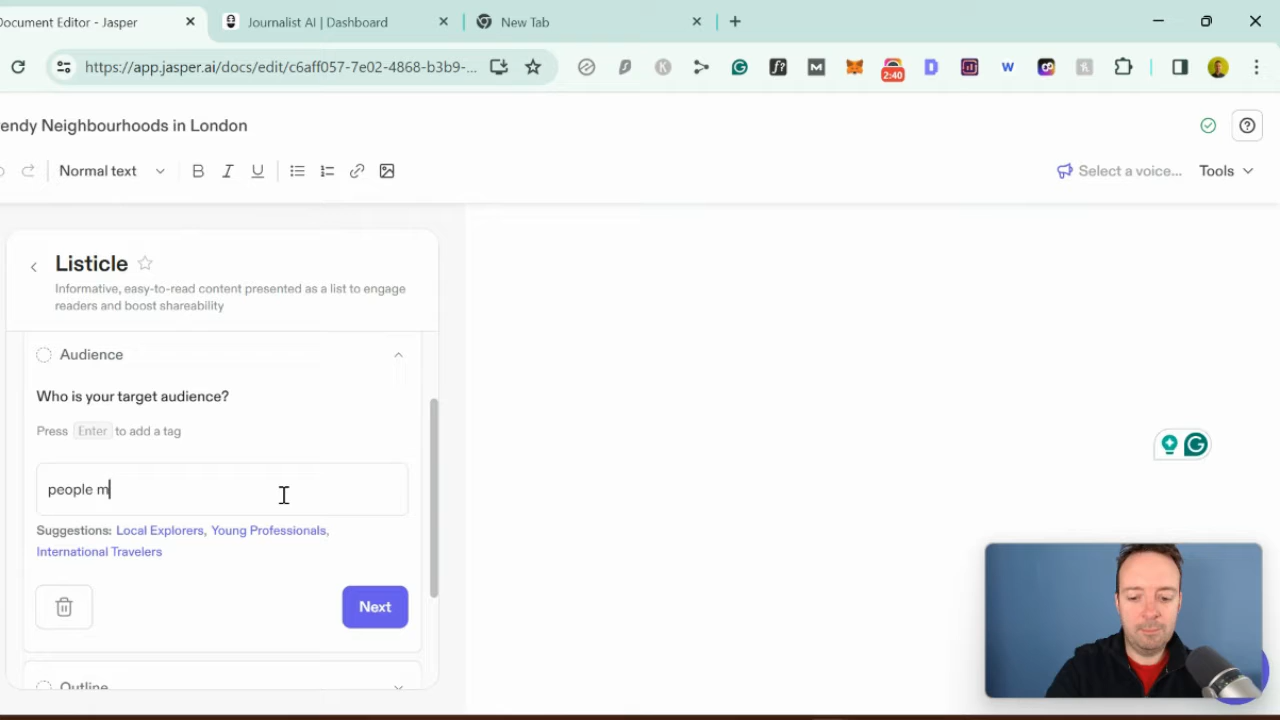 Document Editor - Jasper
Journalist AI | Dashboard
New Tab
https://app.jasper.ai/docs/edit/c6aff057-7e02-4868-b3b9-...
2:40
endy Neighbourhoods in London
Normal text
B I U
Select a voice...
Tools
Listicle
Informative, easy-to-read content presented as a list to engage
readers and boost shareability
Audience
Who is your target audience?
Press Enter to add a tag
people m
Suggestions: Local Explorers, Young Professionals,
International Travelers
Next
Outline